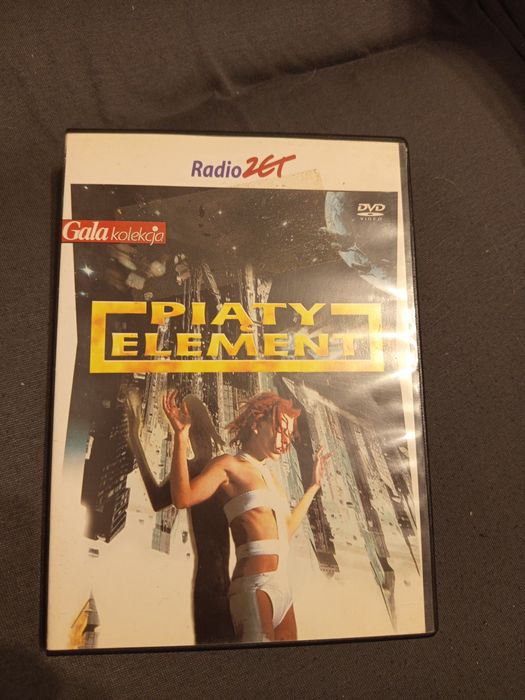 Radio ZET
DVD
VIDEO
Gala kolekcja
PIĄTY
ELEMENT